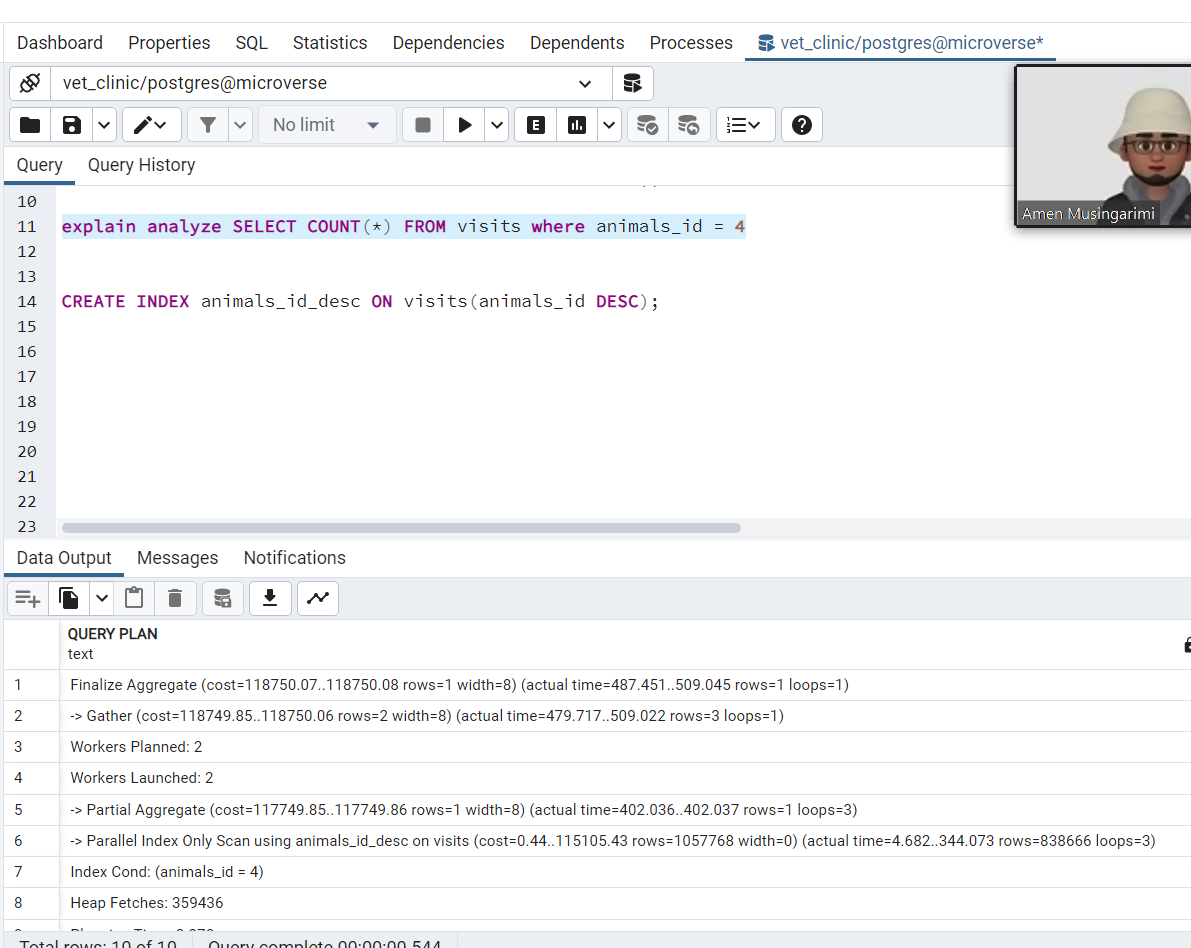 Dashboard Properties SQL Statistics Dependencies Dependents Processes vet_clinic/postgres@microverse*
vet_clinic/postgres@microverse
No limit
E
Query Query History
Amen Musingarimi
10
11 explain analyze SELECT COUNT(*) FROM visits where animals_id = 4
12
13
14 CREATE INDEX animals_id_desc ON visits(animals_id DESC);
15
16
17
18
19
20
21
22
23
Data Output Messages Notifications
QUERY PLAN
text
1 Finalize Aggregate (cost=118750.07..118750.08 rows=1 width=8) (actual time=487.451..509.045 rows=1 loops=1)
2 -> Gather (cost=118749.85..118750.06 rows=2 width=8) (actual time=479.717..509.022 rows=3 loops=1)
3 Workers Planned: 2
4 Workers Launched: 2
5 -> Partial Aggregate (cost=117749.85..117749.86 rows=1 width=8) (actual time=402.036..402.037 rows=1 loops=3)
6 -> Parallel Index Only Scan using animals_id_desc on visits (cost=0.44..115105.43 rows=1057768 width=0) (actual time=4.682..344.073 rows=838666 loops=3)
7 Index Cond: (animals_id = 4)
8 Heap Fetches: 359436
Total rows: 10 of 10 Query complete 00:00:00.544